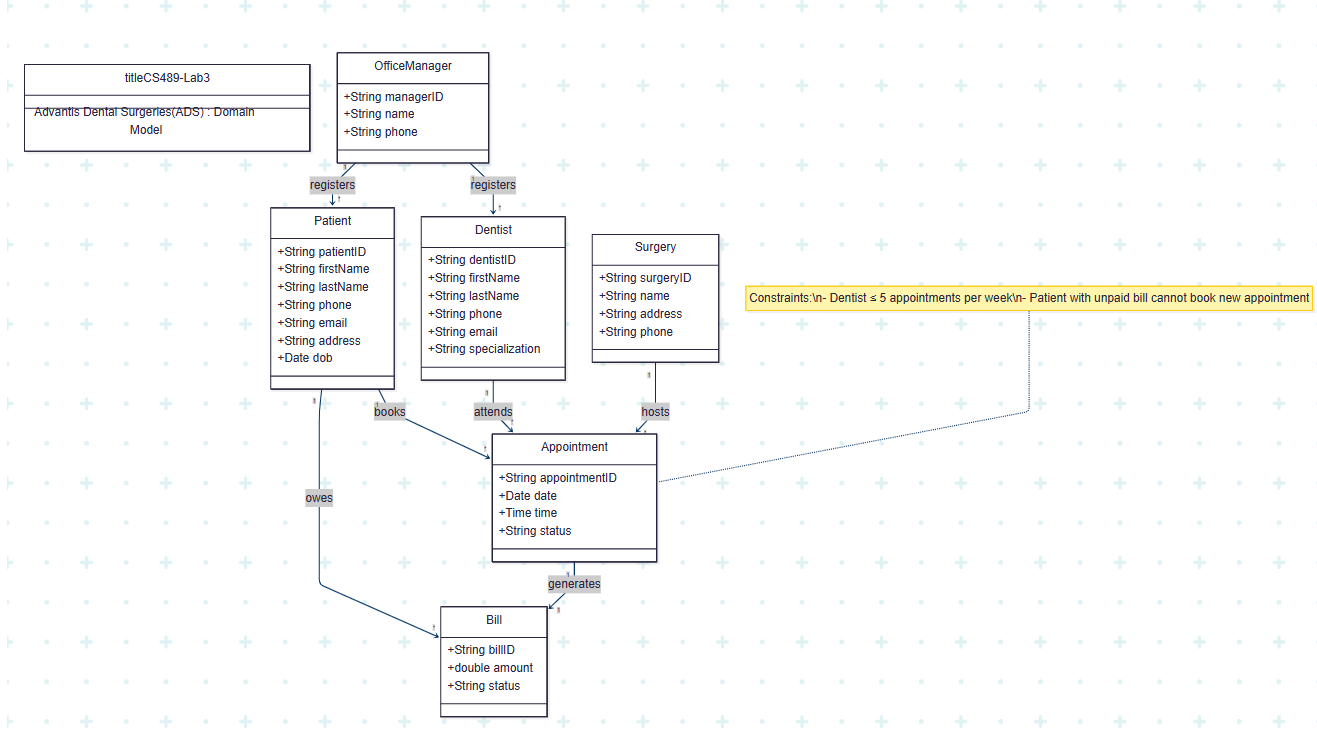 titleCS489-Lab3
Advantis Dental Surgeries(ADS) : Domain
Model
OfficeManager
+String managerID
+String name
+String phone
registers
registers
Patient
+String patientID
+String firstName
+String lastName
+String phone
+String email
+String address
+Date dob
Dentist
+String dentistID
+String firstName
+String lastName
+String phone
+String email
+String specialization
Surgery
+String surgeryID
+String name
+String address
+String phone
Constraints:\n- Dentist ≤ 5 appointments per week\n- Patient with unpaid bill cannot book new appointment
books
attends
hosts
Appointment
+String appointmentID
+Date date
+Time time
+String status
owes
generates
Bill
+String billID
+double amount
+String status